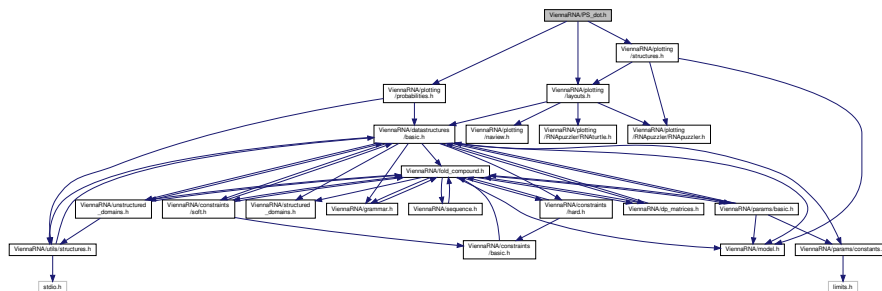 ViennaRNA/PS_dot.h
ViennaRNA/plotting
/structures.h
ViennaRNA/plotting
/probabilities.h
ViennaRNA/plotting
/layouts.h
ViennaRNA/datastructures
/basic.h
ViennaRNA/plotting
/naview.h
ViennaRNA/plotting
/RNApuzzler/RNAturtle.h
ViennaRNA/plotting
/RNApuzzler/RNApuzzler.h
ViennaRNA/fold_compound.h
ViennaRNA/unstructured
_domains.h
ViennaRNA/constraints
/soft.h
ViennaRNA/structured
_domains.h
ViennaRNA/grammar.h
ViennaRNA/sequence.h
ViennaRNA/constraints
/hard.h
ViennaRNA/dp_matrices.h
ViennaRNA/params/basic.h
ViennaRNA/utils/structures.h
ViennaRNA/constraints
/basic.h
ViennaRNA/model.h
ViennaRNA/params/constants.h
stdio.h
limits.h